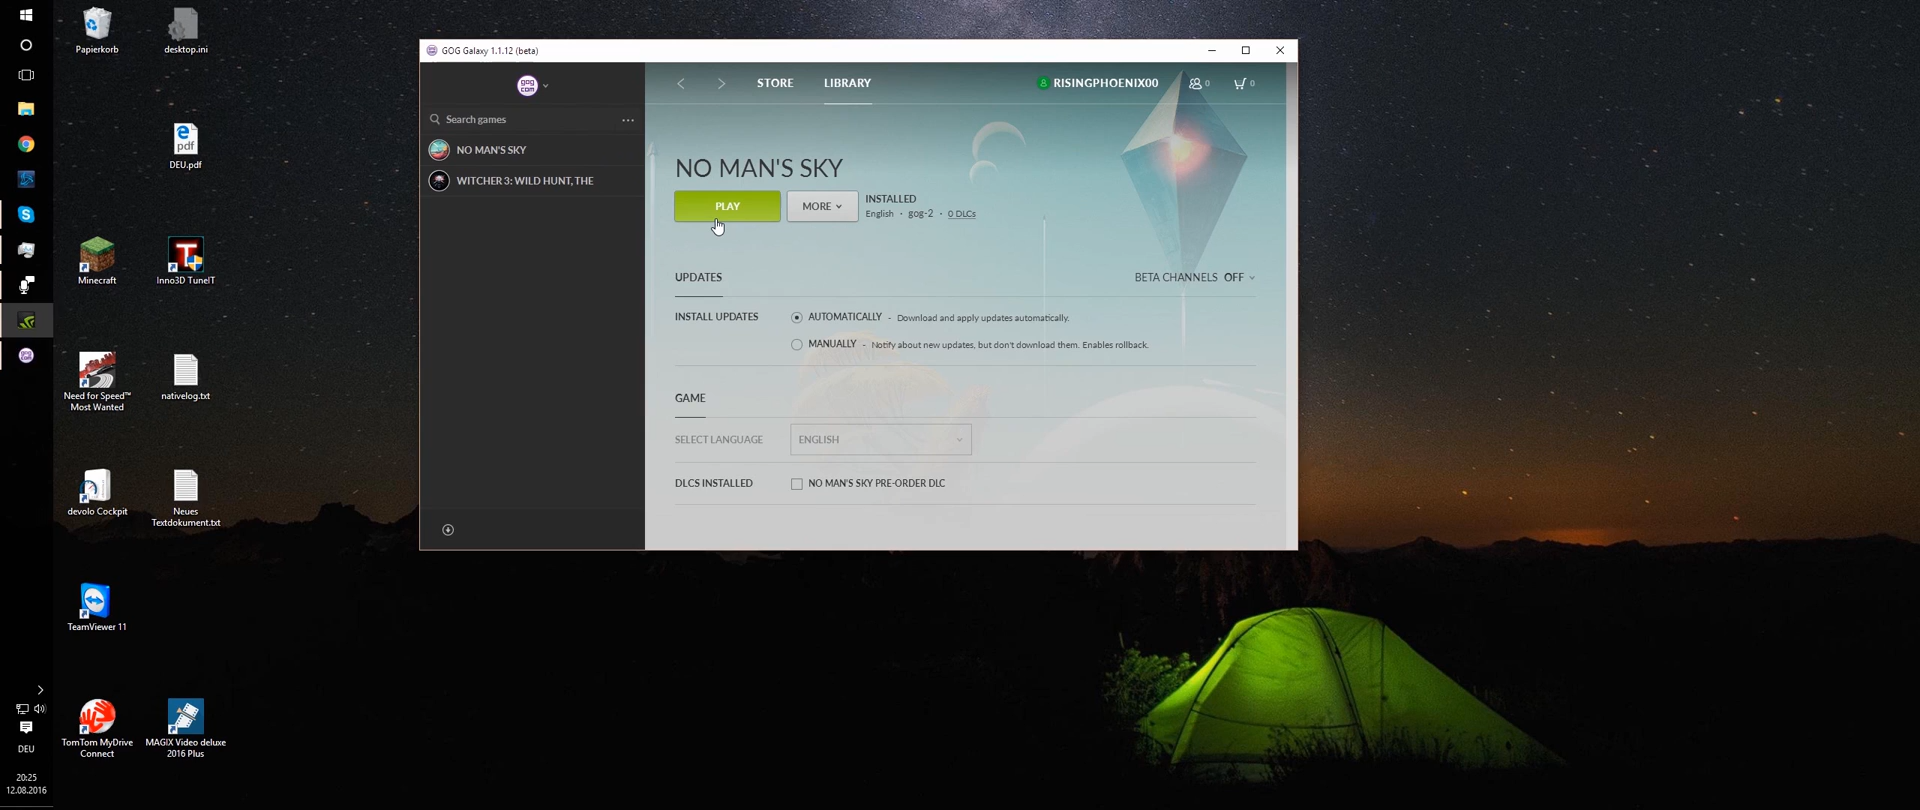 Papierkorb
desktop.ini
DEU.pdf
Minecraft
Inno3D TuneIT
Need for Speed™
Most Wanted
nativelog.txt
devolo Cockpit
Neues
Textdokument.txt
TeamViewer 11
TomTom MyDrive
Connect
MAGIX Video deluxe
2016 Plus
DEU
20:25
12.08.2016
GOG Galaxy 1.1.12 (beta)
gog
com
STORE
LIBRARY
RISINGPHOENIX00
0
0
Search games
NO MAN'S SKY
WITCHER 3: WILD HUNT, THE
NO MAN'S SKY
PLAY
MORE
INSTALLED
English • gog-2 • 0 DLCs
UPDATES
BETA CHANNELS OFF
INSTALL UPDATES
AUTOMATICALLY - Download and apply updates automatically.
MANUALLY - Notify about new updates, but don't download them. Enables rollback.
GAME
SELECT LANGUAGE
ENGLISH
DLCS INSTALLED
NO MAN'S SKY PRE-ORDER DLC